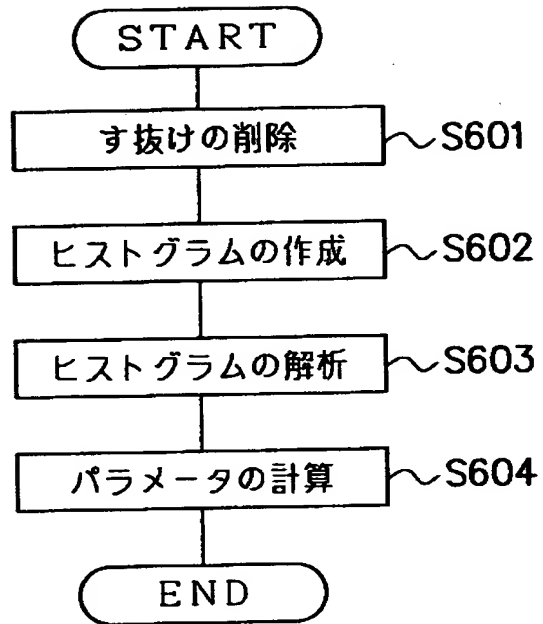 START
す抜けの削除 S601
ヒストグラムの作成 S602
ヒストグラムの解析 S603
パラメータの計算 S604
END